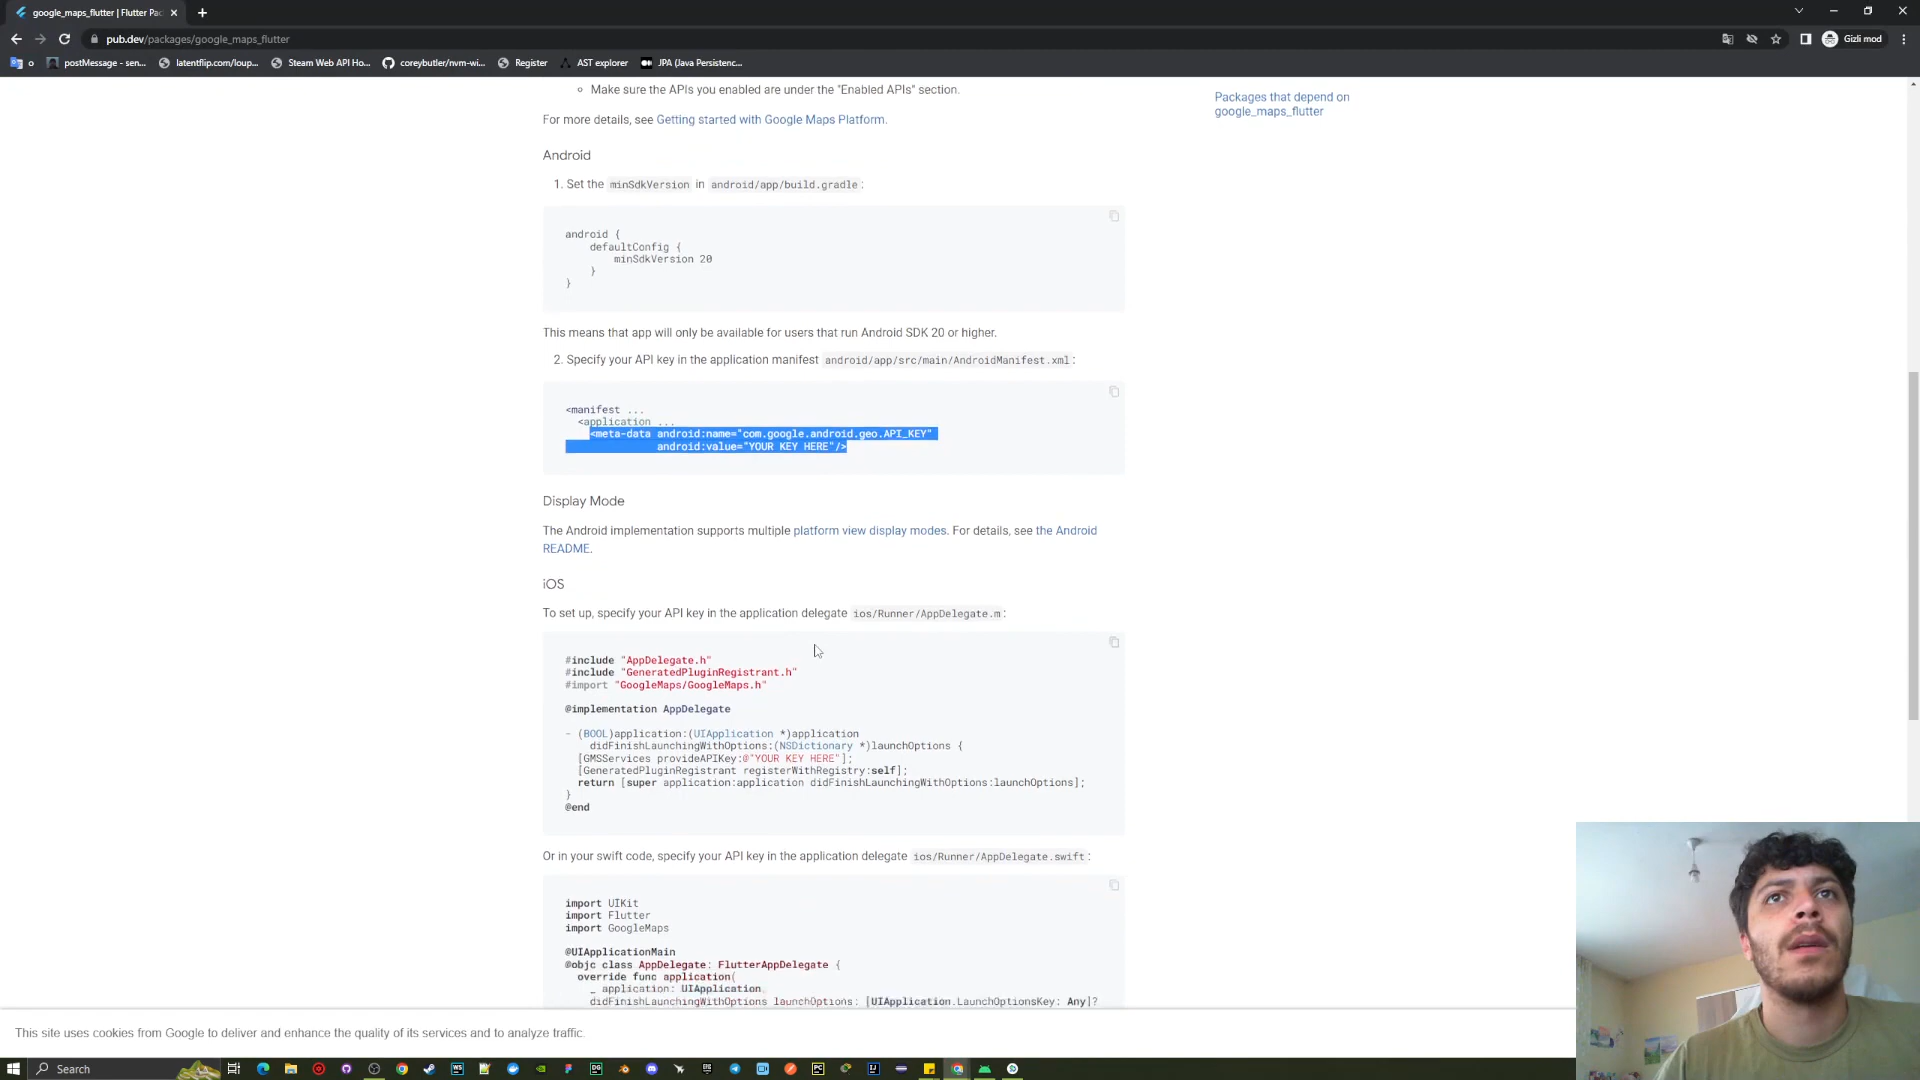 google_maps_flutter | Flutter Pac
pub.dev/packages/google_maps_flutter
Gizli mod
o
postMessage - sen...
latentflip.com/loup...
Steam Web API Ho...
coreybutler/nvm-wi...
Register
AST explorer
JPA (Java Persistenc...
Make sure the APIs you enabled are under the "Enabled APIs" section.
Packages that depend on
google_maps_flutter
For more details, see Getting started with Google Maps Platform.
Android
1. Set the minSdkVersion in android/app/build.gradle:
android {
defaultConfig {
minSdkVersion 20
}
}
This means that app will only be available for users that run Android SDK 20 or higher.
2. Specify your API key in the application manifest android/app/src/main/AndroidManifest.xml:
<manifest ...
<application ...
<meta-data android:name="com.google.android.geo.API_KEY"
android:value="YOUR KEY HERE"/>
Display Mode
The Android implementation supports multiple platform view display modes. For details, see the Android
README.
iOS
To set up, specify your API key in the application delegate ios/Runner/AppDelegate.m:
#include "AppDelegate.h"
#include "GeneratedPluginRegistrant.h"
#import "GoogleMaps/GoogleMaps.h"
@implementation AppDelegate
- (BOOL)application:(UIApplication *)application
didFinishLaunchingWithOptions:(NSDictionary *)launchOptions {
[GMSServices provideAPIKey:@"YOUR KEY HERE"];
[GeneratedPluginRegistrant registerWithRegistry:self];
return [super application:application didFinishLaunchingWithOptions:launchOptions];
}
@end
Or in your swift code, specify your API key in the application delegate ios/Runner/AppDelegate.swift:
import UIKit
import Flutter
import GoogleMaps
@UIApplicationMain
@objc class AppDelegate: FlutterAppDelegate {
override func application(
_ application: UIApplication,
didFinishLaunchingWithOptions launchOptions: [UIApplication.LaunchOptionsKey: Any]?
This site uses cookies from Google to deliver and enhance the quality of its services and to analyze traffic.
Search